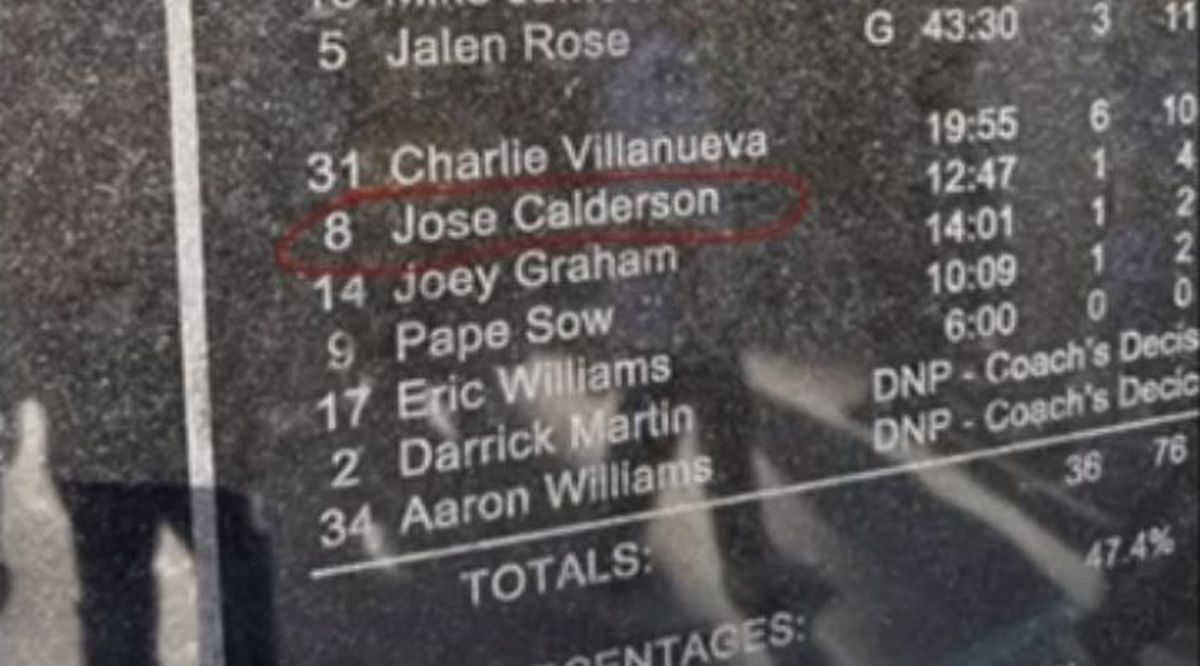 5 Jalen Rose G 43:30 3 11
31 Charlie Villanueva 19:55 6 10
8 Jose Calderson 12:47 1 4
14 Joey Graham 14:01 1 2
9 Pape Sow 10:09 1 2
17 Eric Williams 6:00 0 0
2 Darrick Martin DNP - Coach's Decis
34 Aaron Williams DNP - Coach's Decis
TOTALS: 36 76
CENTAGES: 47.4%